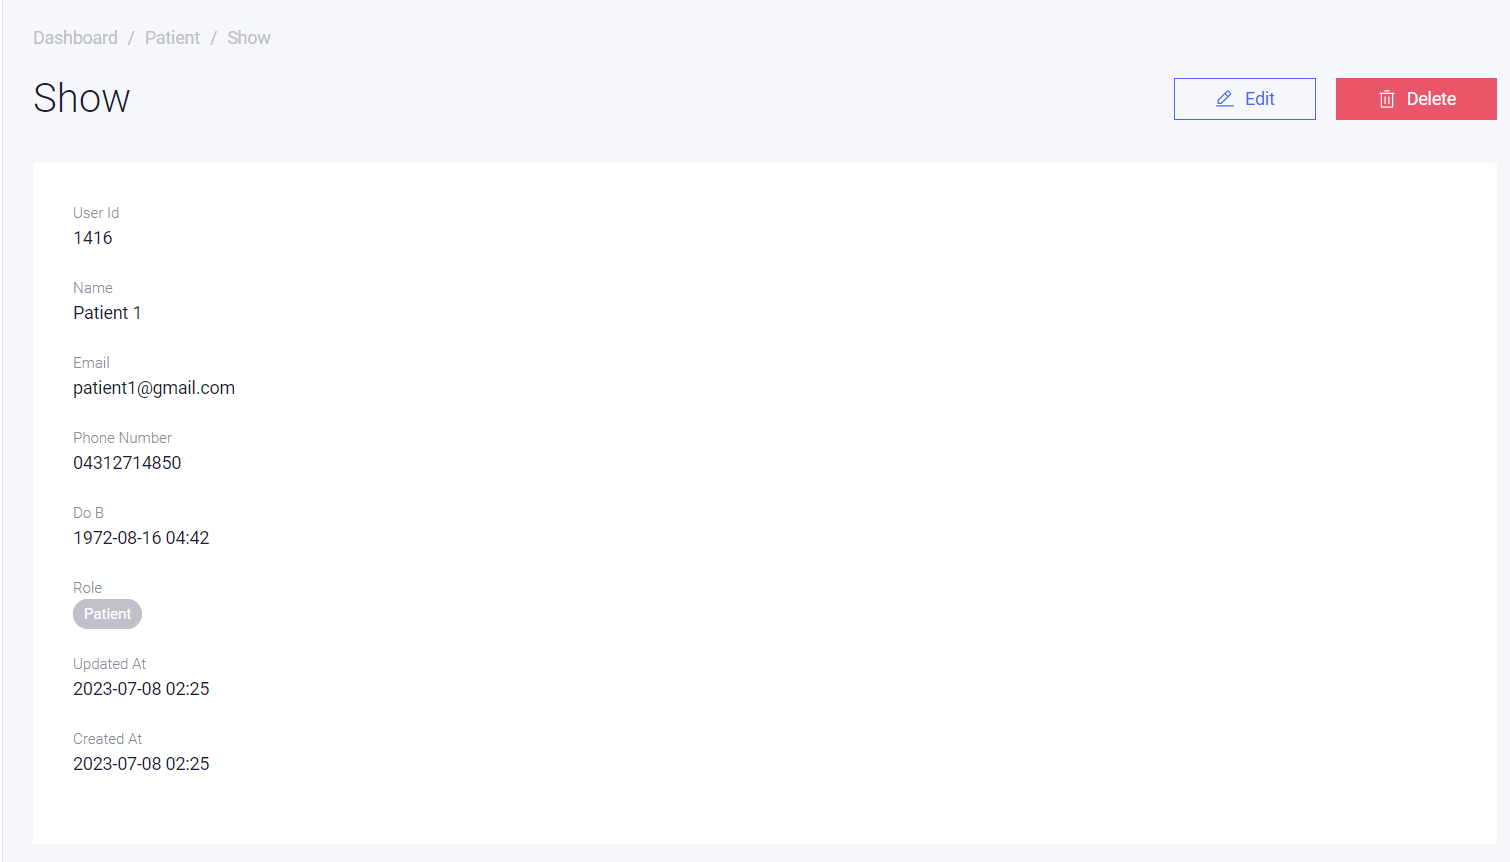 Dashboard / Patient / Show
Show
Edit
Delete
User Id
1416
Name
Patient 1
Email
patient1@gmail.com
Phone Number
04312714850
Do B
1972-08-16 04:42
Role
Patient
Updated At
2023-07-08 02:25
Created At
2023-07-08 02:25